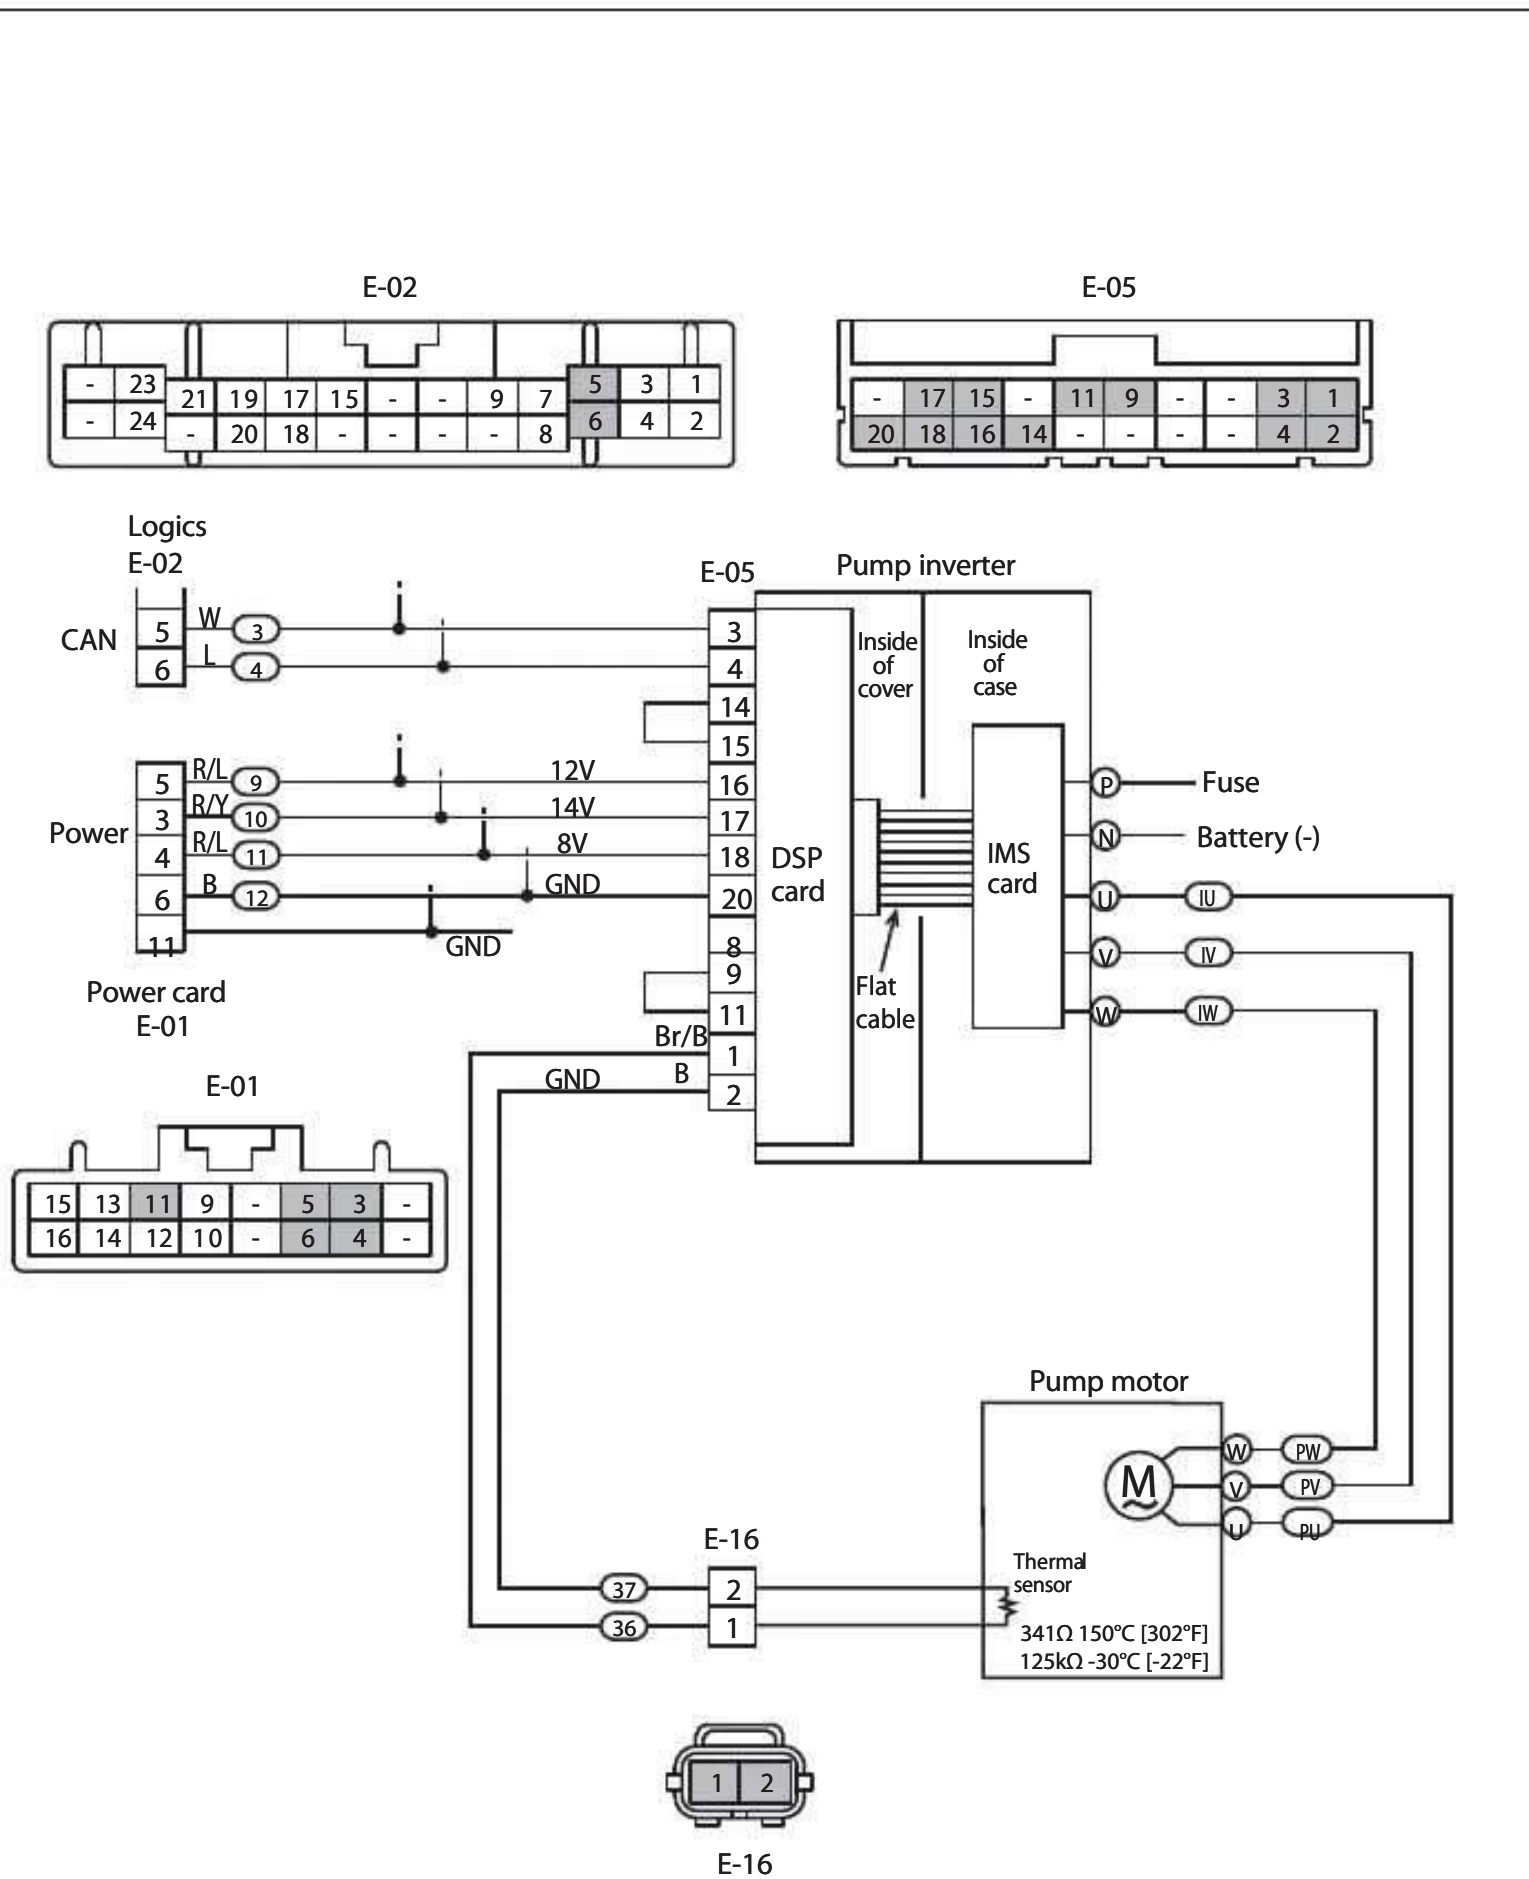 E-02
E-05
- 23 21 19 17 15 - - 9 7 5 3 1
- 24 - 20 18 - - - - 8 6 4 2
- 17 15 - 11 9 - - 3 1
20 18 16 14 - - - - 4 2
Logics
E-02
E-05
Pump inverter
CAN
5 W 3 3
6 L 4 4
14
15
Inside
of
cover
Inside
of
case
Power
5 R/L 9 12V 16
3 R/Y 10 14V 17
4 R/L 11 8V 18
6 B 12 GND 20
11 GND
8
9
11
Br/B 1
GND B 2
DSP
card
IMS
card
Flat
cable
P Fuse
N Battery (-)
U IU
V IV
W IW
Power card
E-01
E-01
15 13 11 9 - 5 3 -
16 14 12 10 - 6 4 -
Pump motor
M
~
W PW
V PV
U PU
E-16
37 2
36 1
Thermal
sensor
341Ω 150°C [302°F]
125kΩ -30°C [-22°F]
1 2
E-16